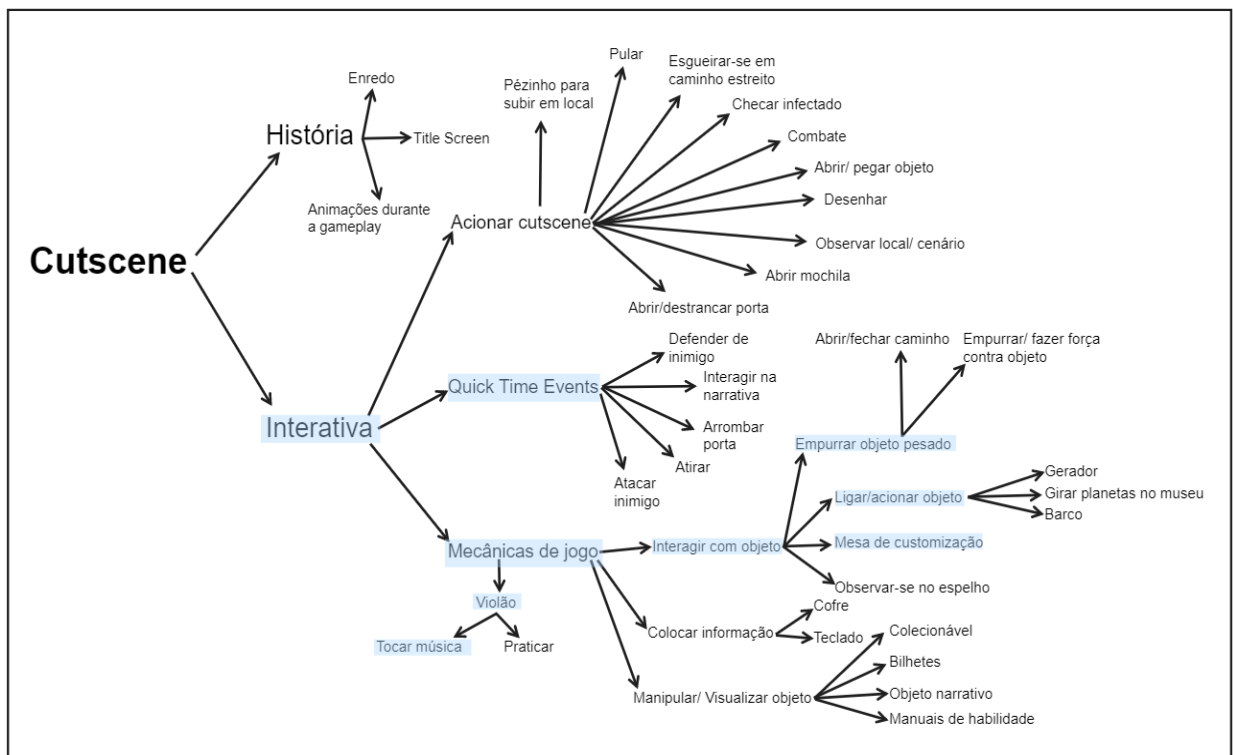 Cutscene
História
Enredo
Title Screen
Animações durante
a gameplay
Interativa
Acionar cutscene
Pézinho para
subir em local
Pular
Esgueirar-se em
caminho estreito
Checar infectado
Combate
Abrir/ pegar objeto
Desenhar
Observar local/ cenário
Abrir mochila
Abrir/destrancar porta
Quick Time Events
Defender de
inimigo
Interagir na
narrativa
Arrombar
porta
Atirar
Atacar
inimigo
Mecânicas de jogo
Violão
Tocar música
Praticar
Interagir com objeto
Empurrar objeto pesado
Abrir/fechar caminho
Empurrar/ fazer força
contra objeto
Ligar/acionar objeto
Gerador
Girar planetas no museu
Barco
Mesa de customização
Observar-se no espelho
Colocar informação
Cofre
Teclado
Manipular/ Visualizar objeto
Colecionável
Bilhetes
Objeto narrativo
Manuais de habilidade